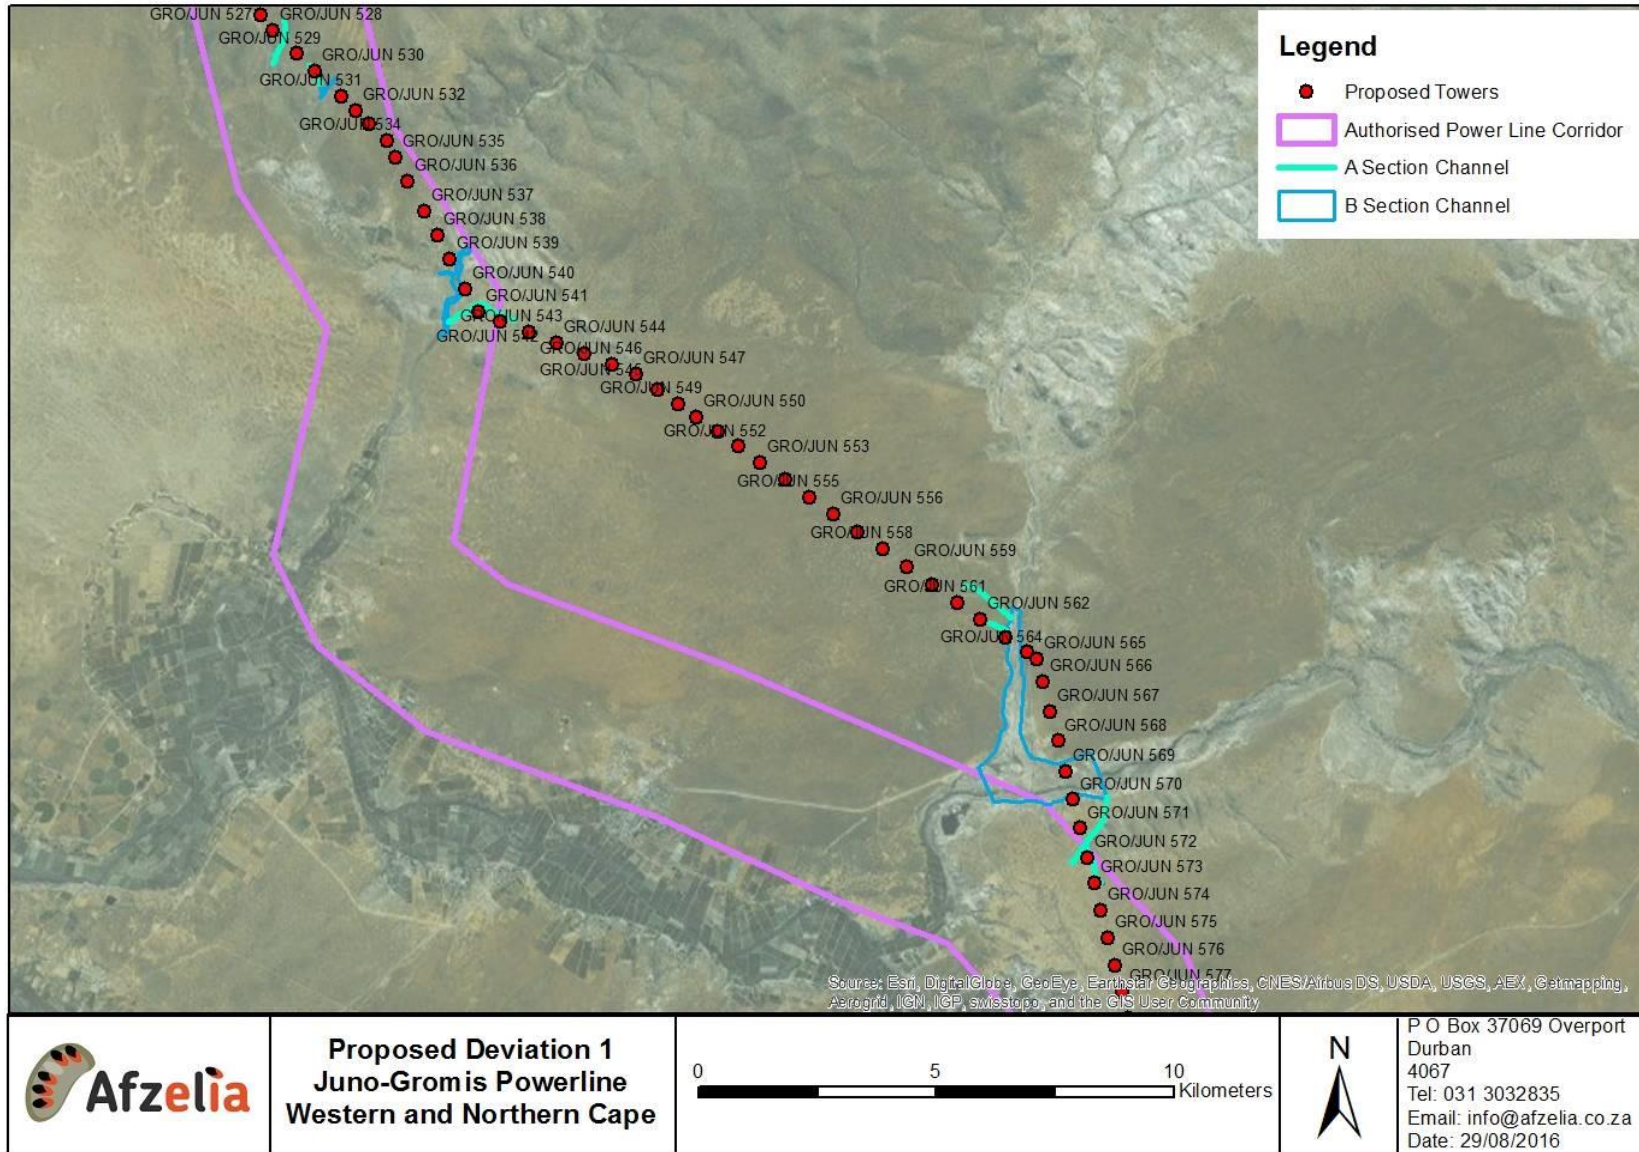 GRO/JUN 527
GRO/JUN 528
GRO/JUN 529
GRO/JUN 530
GRO/JUN 531
GRO/JUN 532
GRO/JUN 534
GRO/JUN 535
GRO/JUN 536
GRO/JUN 537
GRO/JUN 538
GRO/JUN 539
GRO/JUN 540
GRO/JUN 541
GRO/JUN 543
GRO/JUN 542
GRO/JUN 544
GRO/JUN 546
GRO/JUN 545
GRO/JUN 547
GRO/JUN 549
GRO/JUN 550
GRO/JUN 552
GRO/JUN 553
GRO/JUN 555
GRO/JUN 556
GRO/JUN 558
GRO/JUN 559
GRO/JUN 561
GRO/JUN 562
GRO/JUN 564
GRO/JUN 565
GRO/JUN 566
GRO/JUN 567
GRO/JUN 568
GRO/JUN 569
GRO/JUN 570
GRO/JUN 571
GRO/JUN 572
GRO/JUN 573
GRO/JUN 574
GRO/JUN 575
GRO/JUN 576
GRO/JUN 577
Legend
Proposed Towers
Authorised Power Line Corridor
A Section Channel
B Section Channel
Source: Esri, DigitalGlobe, GeoEye, Earthstar Geographics, CNES/Airbus DS, USDA, USGS, AEX, Getmapping,
Aerogrid, IGN, IGP, swisstopo, and the GIS User Community
Afzelia
Proposed Deviation 1
Juno-Gromis Powerline
Western and Northern Cape
0 5 10
Kilometers
N
P O Box 37069 Overport
Durban
4067
Tel: 031 3032835
Email: info@afzelia.co.za
Date: 29/08/2016